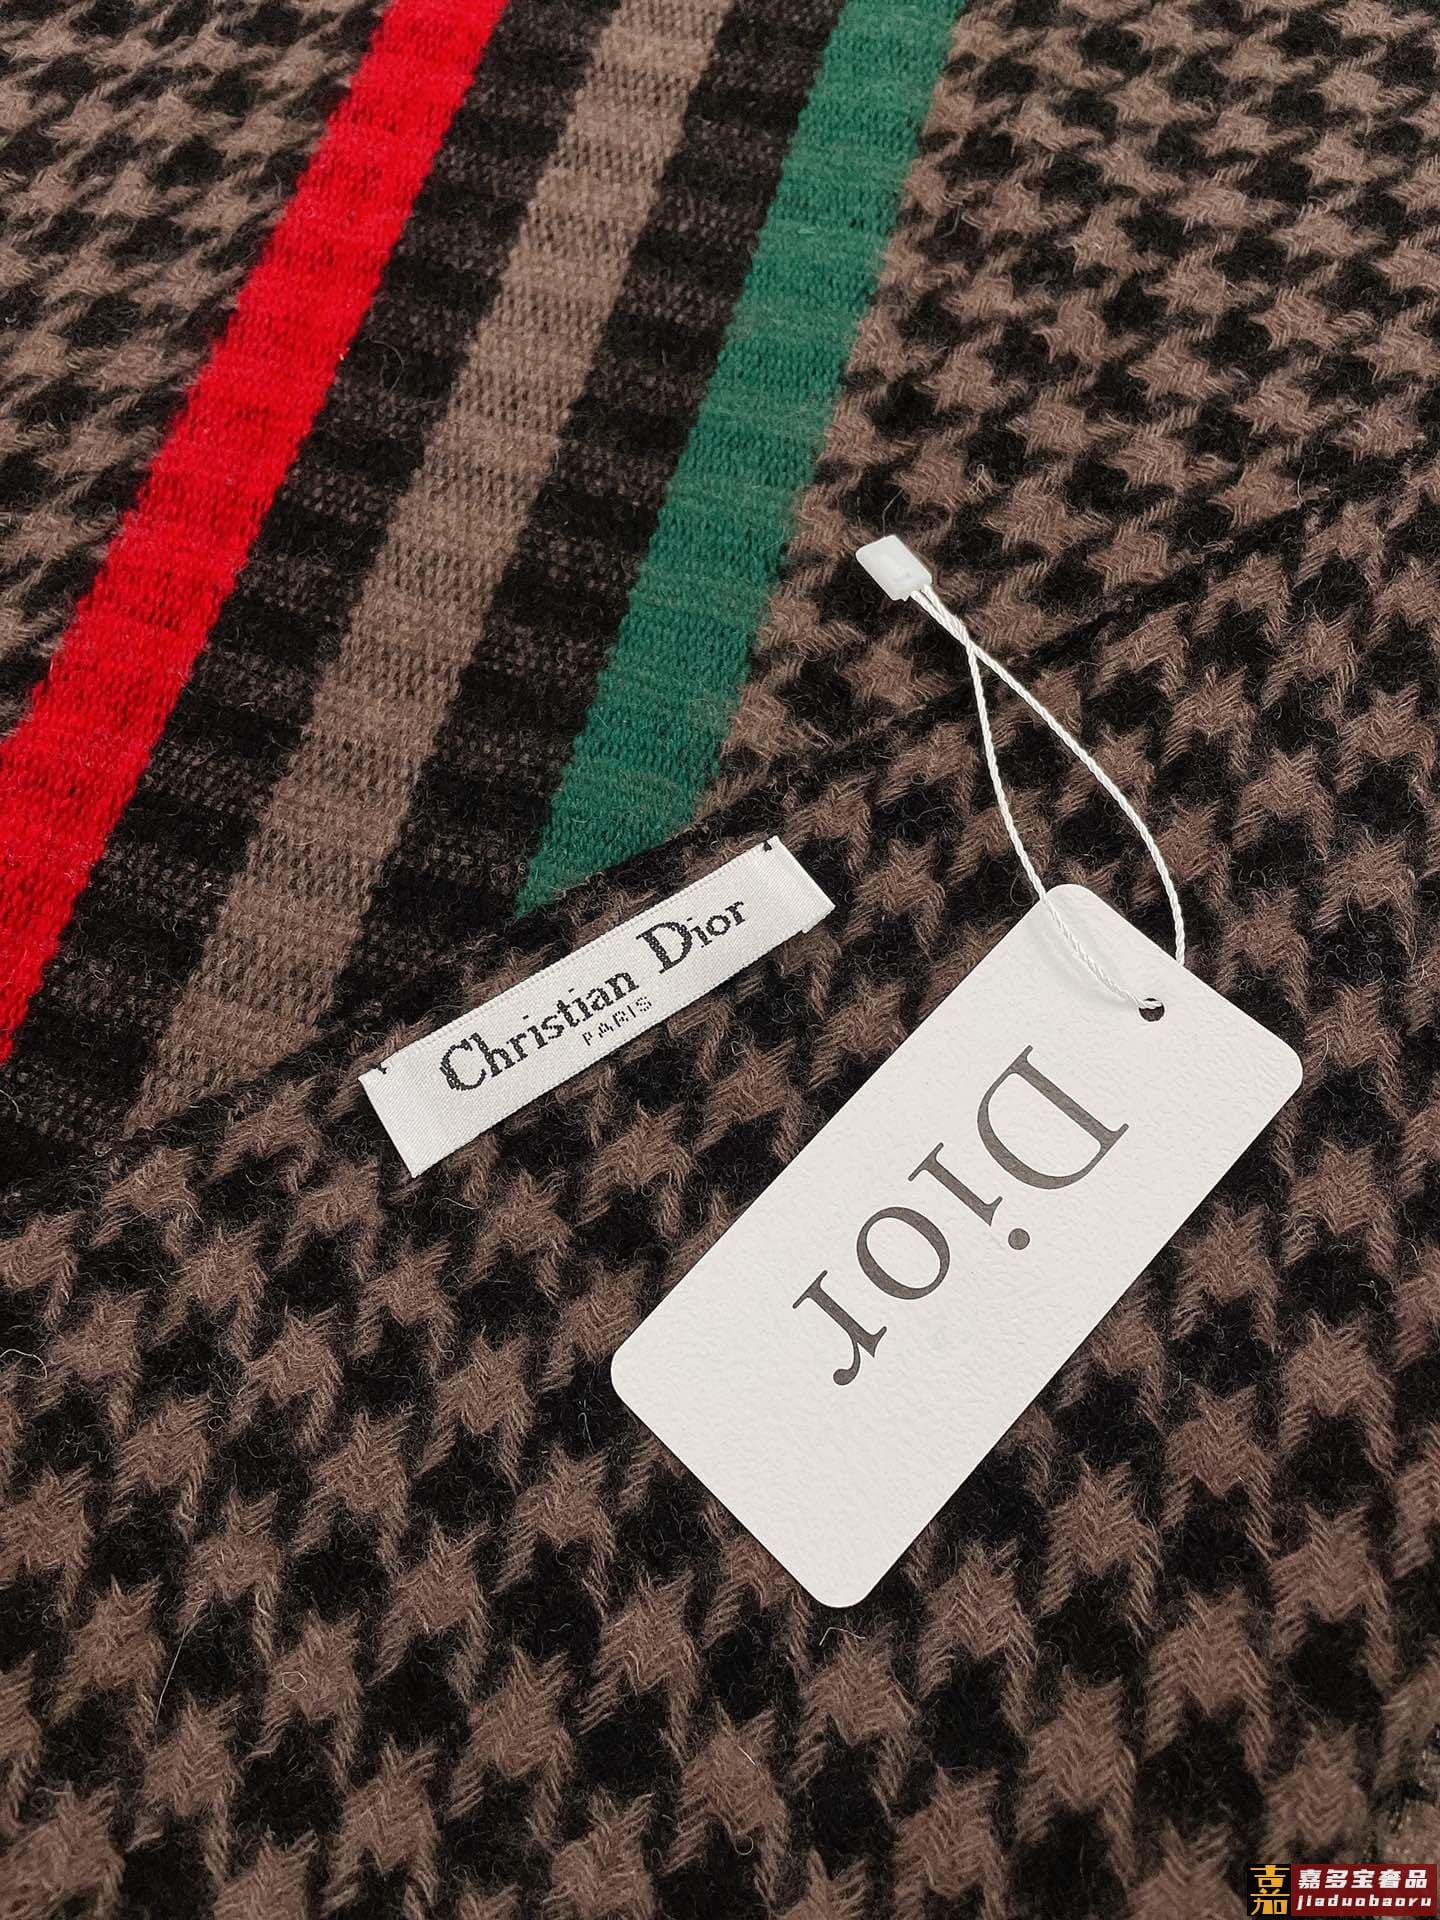 Christian Dior
PARIS
Dior
嘉多宝奢品
jiaduobaoru